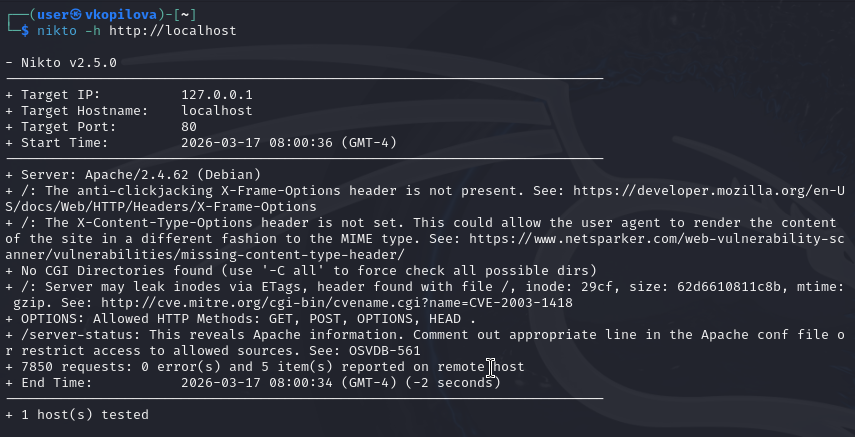 ┌──(user㉿vkopilova)-[~]
└─$ nikto -h http://localhost
- Nikto v2.5.0
+ Target IP:          127.0.0.1
+ Target Hostname:    localhost
+ Target Port:        80
+ Start Time:         2026-03-17 08:00:36 (GMT-4)
+ Server: Apache/2.4.62 (Debian)
+ /: The anti-clickjacking X-Frame-Options header is not present. See: https://developer.mozilla.org/en-U
S/docs/Web/HTTP/Headers/X-Frame-Options
+ /: The X-Content-Type-Options header is not set. This could allow the user agent to render the content
of the site in a different fashion to the MIME type. See: https://www.netsparker.com/web-vulnerability-sc
anner/vulnerabilities/missing-content-type-header/
+ No CGI Directories found (use '-C all' to force check all possible dirs)
+ /: Server may leak inodes via ETags, header found with file /, inode: 29cf, size: 62d6610811c8b, mtime:
 gzip. See: http://cve.mitre.org/cgi-bin/cvename.cgi?name=CVE-2003-1418
+ OPTIONS: Allowed HTTP Methods: GET, POST, OPTIONS, HEAD .
+ /server-status: This reveals Apache information. Comment out appropriate line in the Apache conf file o
r restrict access to allowed sources. See: OSVDB-561
+ 7850 requests: 0 error(s) and 5 item(s) reported on remote host
+ End Time:           2026-03-17 08:00:34 (GMT-4) (-2 seconds)
+ 1 host(s) tested